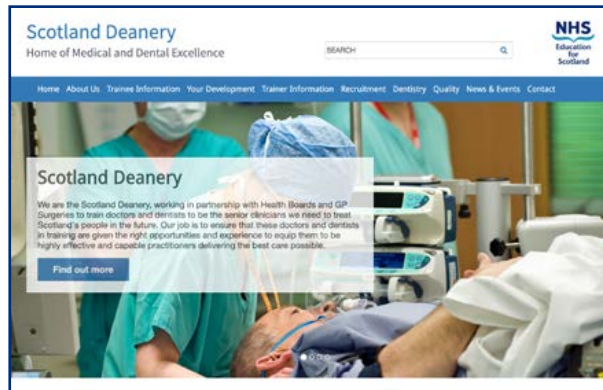 Scotland Deanery
Home of Medical and Dental Excellence
SEARCH
NHS
Education
for
Scotland
Home About Us Trainee Information Your Development Trainer Information Recruitment Dentistry Quality News & Events Contact
Scotland Deanery
We are the Scotland Deanery, working in partnership with Health Boards and GP
Surgeries to train doctors and dentists to be the senior clinicians we need to treat
Scotland's people in the future. Our job is to ensure that these doctors and dentists
in training are given the right opportunities and experience to equip them to be
highly effective and capable practitioners delivering the best care possible.
Find out more